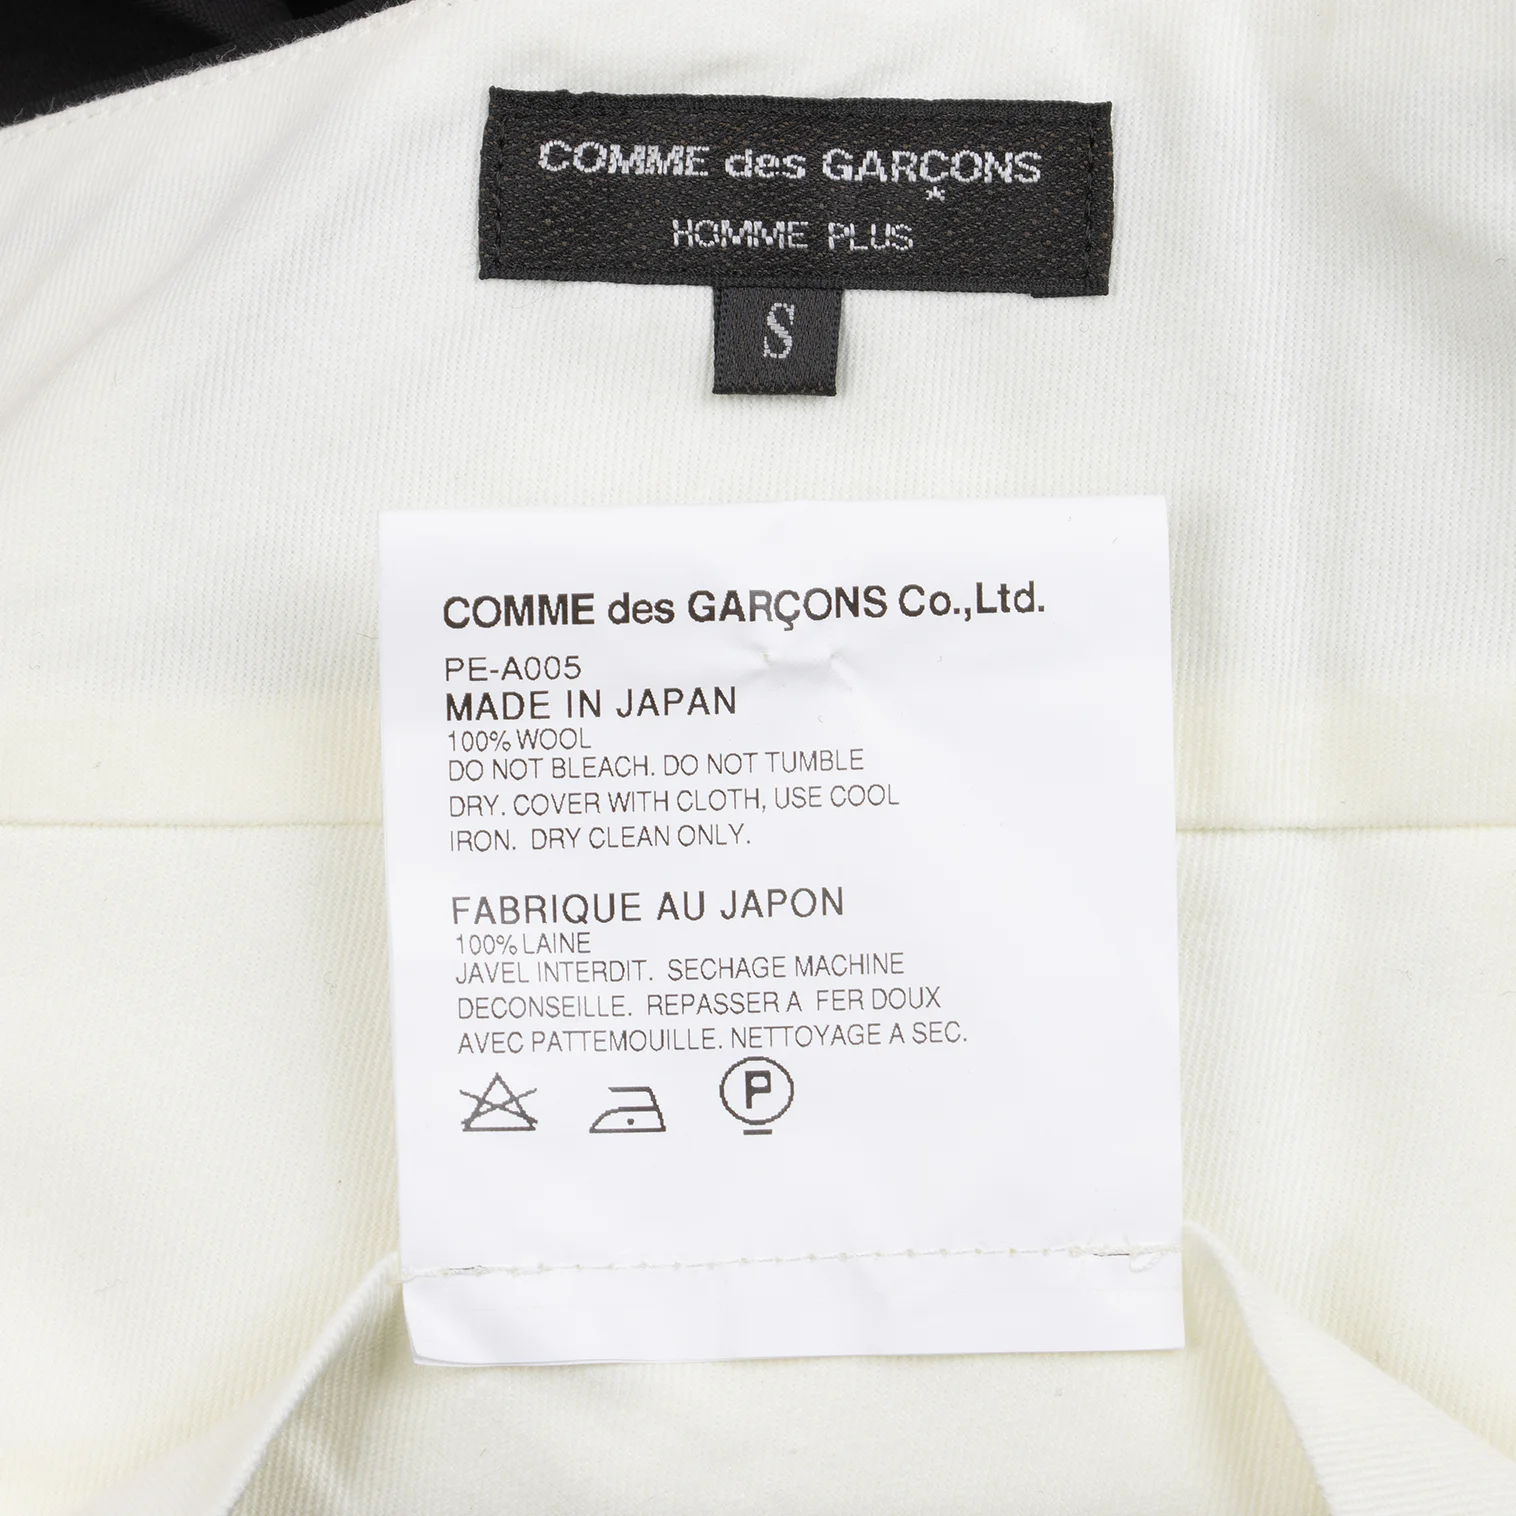 COMME des GARÇONS
HOMME PLUS
S
COMME des GARÇONS Co.,Ltd.
PE-A005
MADE IN JAPAN
100% WOOL
DO NOT BLEACH. DO NOT TUMBLE
DRY. COVER WITH CLOTH, USE COOL
IRON. DRY CLEAN ONLY.
FABRIQUE AU JAPON
100% LAINE
JAVEL INTERDIT. SECHAGE MACHINE
DECONSEILLE. REPASSER A FER DOUX
AVEC PATTEMOUILLE. NETTOYAGE A SEC.
P